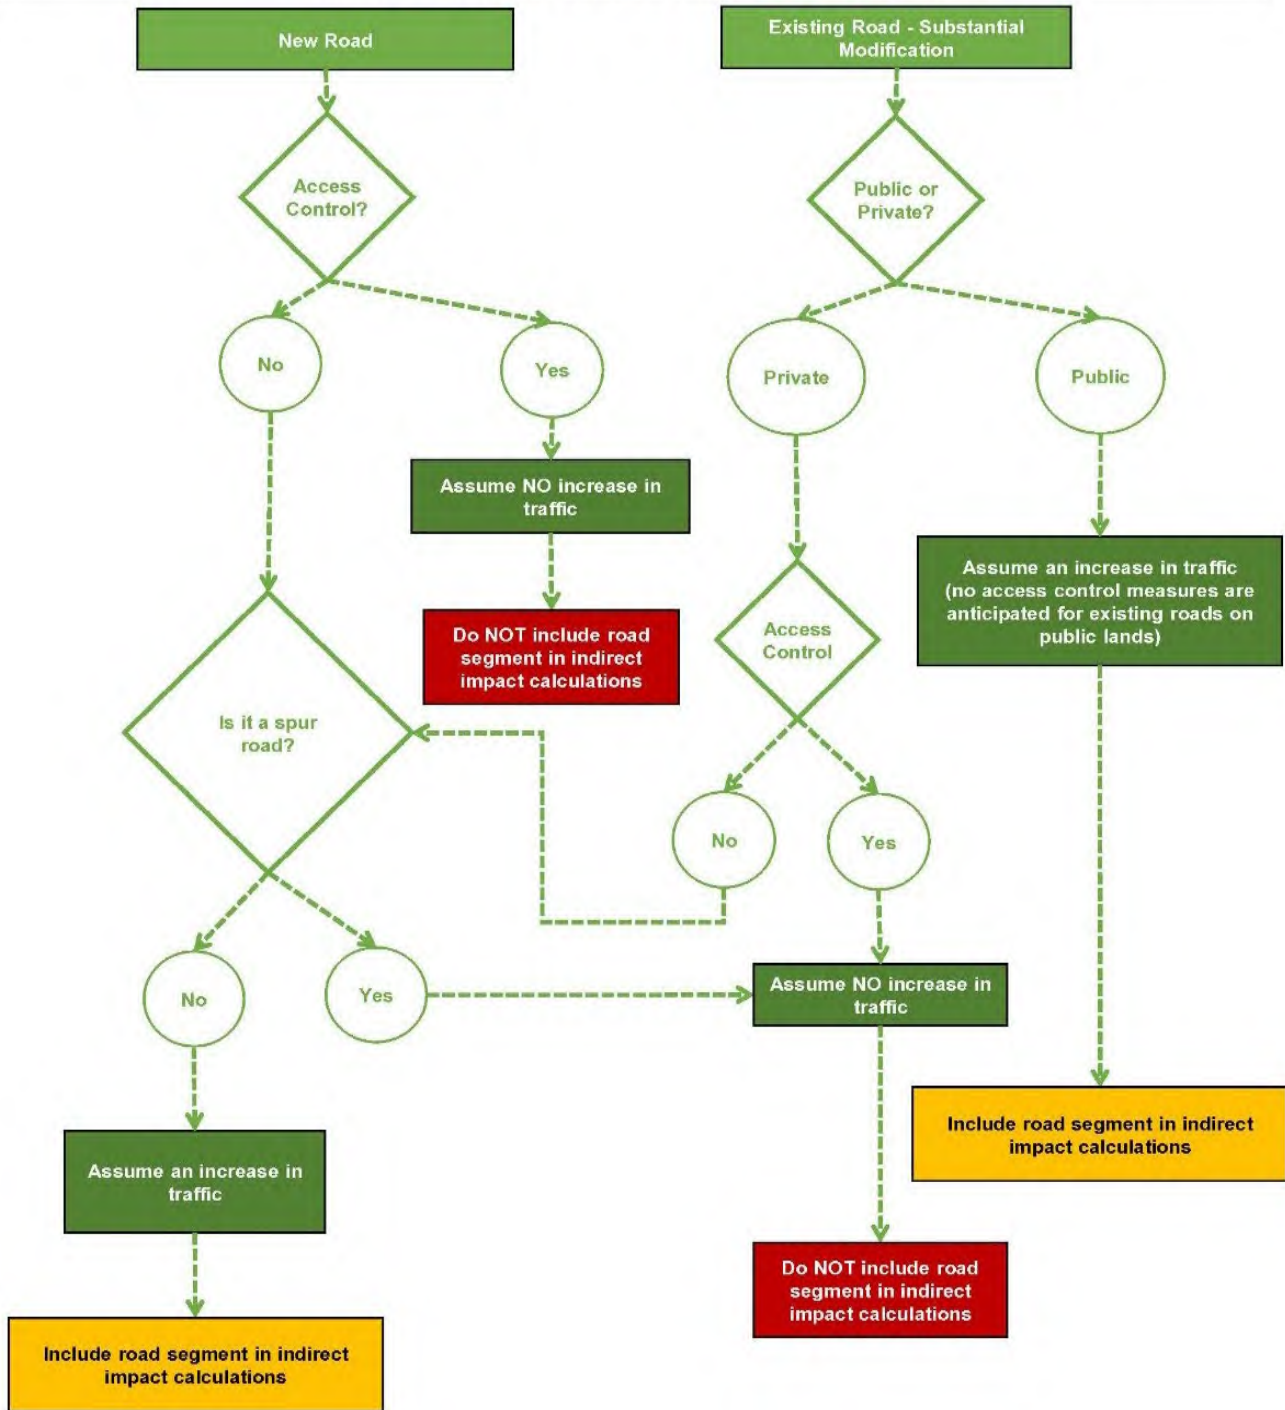 New Road
Existing Road - Substantial
Modification
Access
Control?
Public or
Private?
No
Yes
Private
Public
Assume NO increase in
traffic
Assume an increase in traffic
(no access control measures are
anticipated for existing roads on
public lands)
Do NOT include road
segment in indirect
impact calculations
Access
Control
Is it a spur
road?
No
Yes
No
Yes
Assume NO increase in
traffic
Include road segment in indirect
impact calculations
Assume an increase in
traffic
Do NOT include road
segment in indirect
impact calculations
Include road segment in indirect
impact calculations